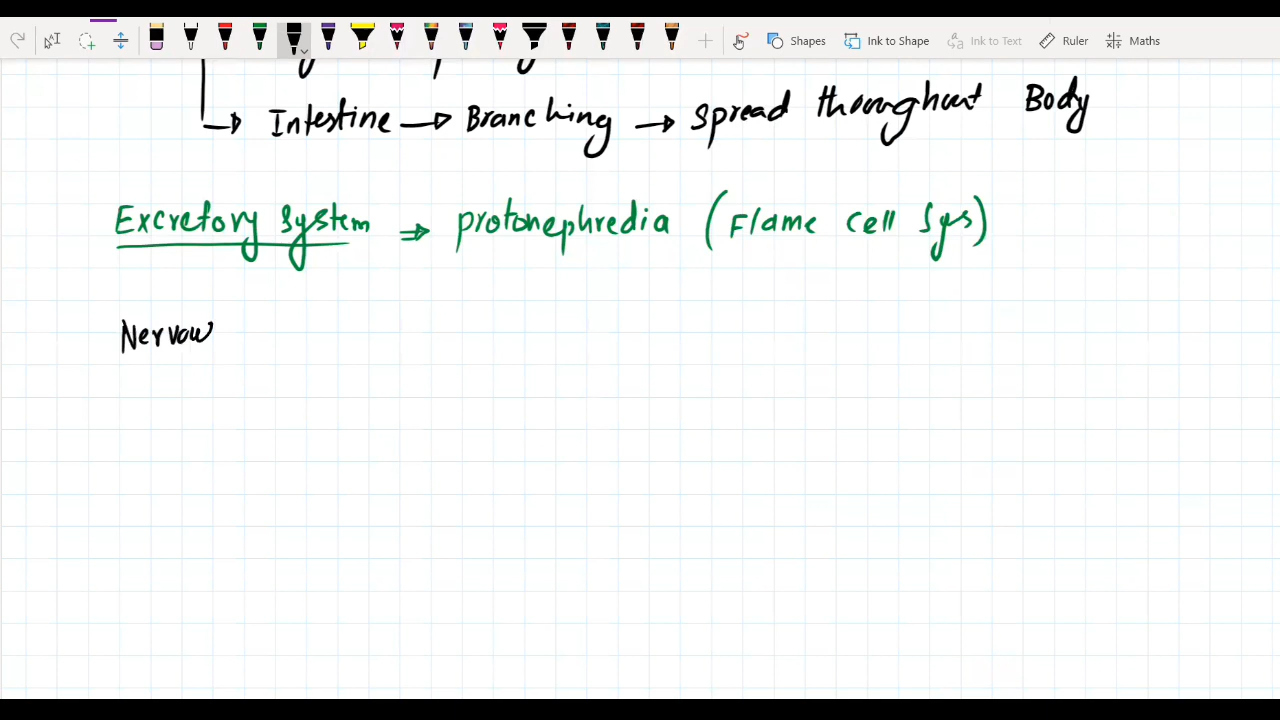 Shapes Ink to Shape Ink to Text Ruler Maths
Intestine → Branching → Spread throughout Body
Excretory System ⇒ protonephredia (Flame cell Sys)
Nervou